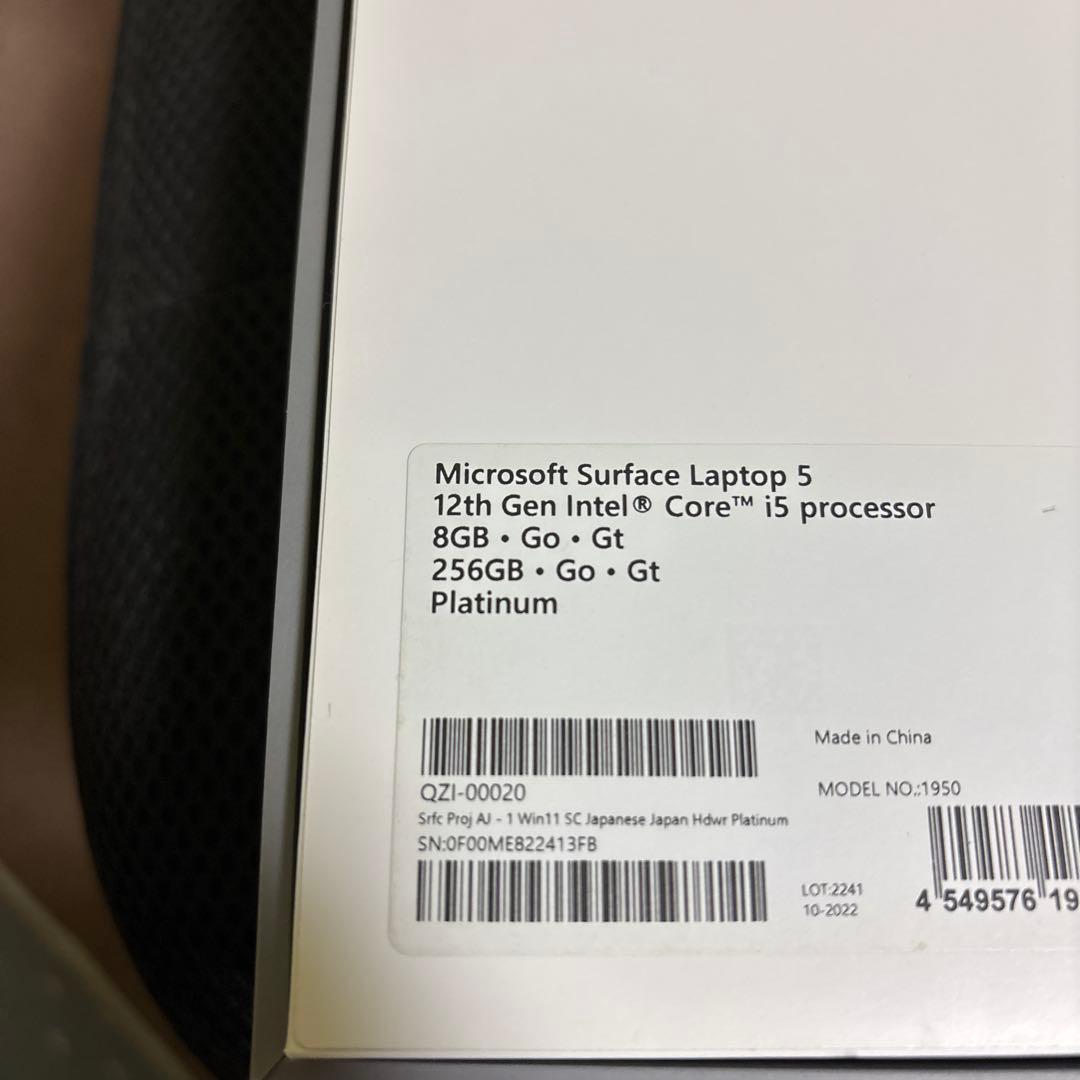 Microsoft Surface Laptop 5
12th Gen Intel® Core™ i5 processor
8GB • Go • Gt
256GB • Go • Gt
Platinum
QZI-00020
Srfc Proj AJ - 1 Win11 SC Japanese Japan Hdwr Platinum
SN:0F00ME822413FB
Made in China
MODEL NO.:1950
LOT:2241
10-2022
4 549576 19